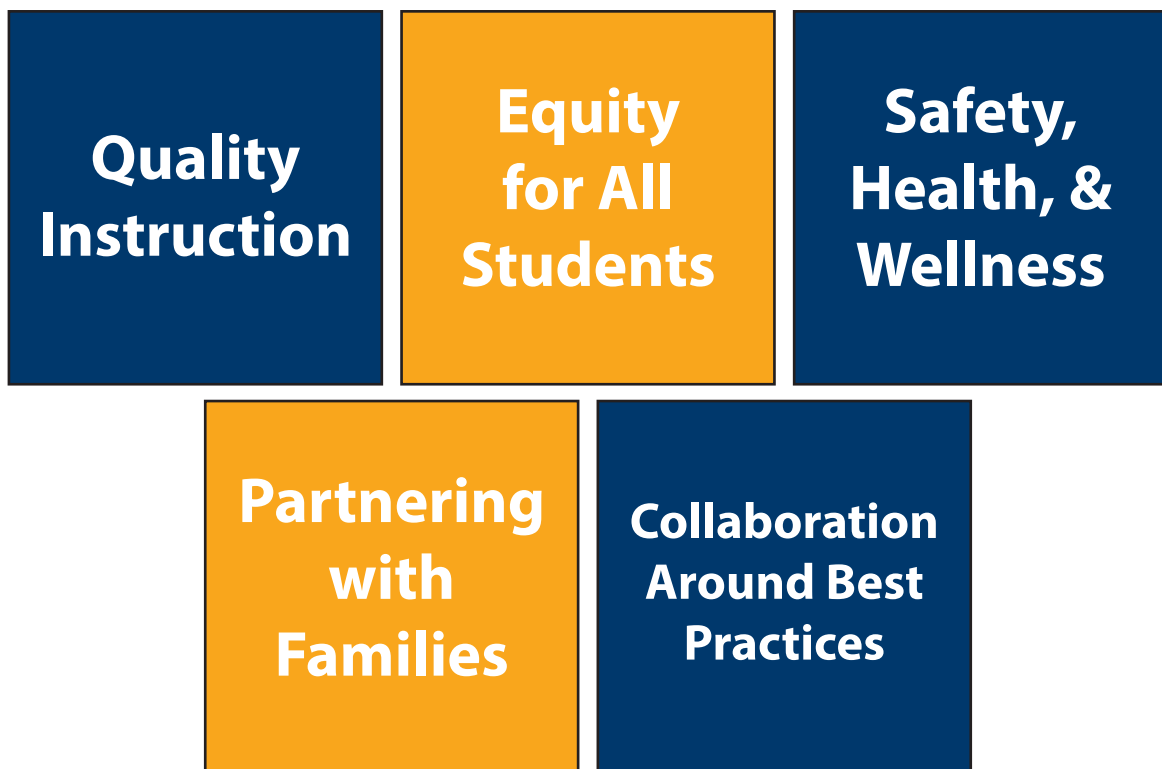 Quality
Instruction
Equity
for All
Students
Safety,
Health, &
Wellness
Partnering
with
Families
Collaboration
Around Best
Practices